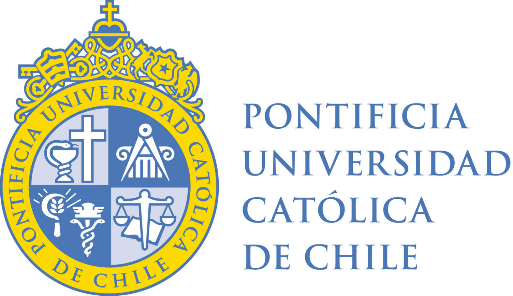 PONTIFICIA UNIVERSIDAD CATÓLICA
DE CHILE
PONTIFICIA
UNIVERSIDAD
CATÓLICA
DE CHILE